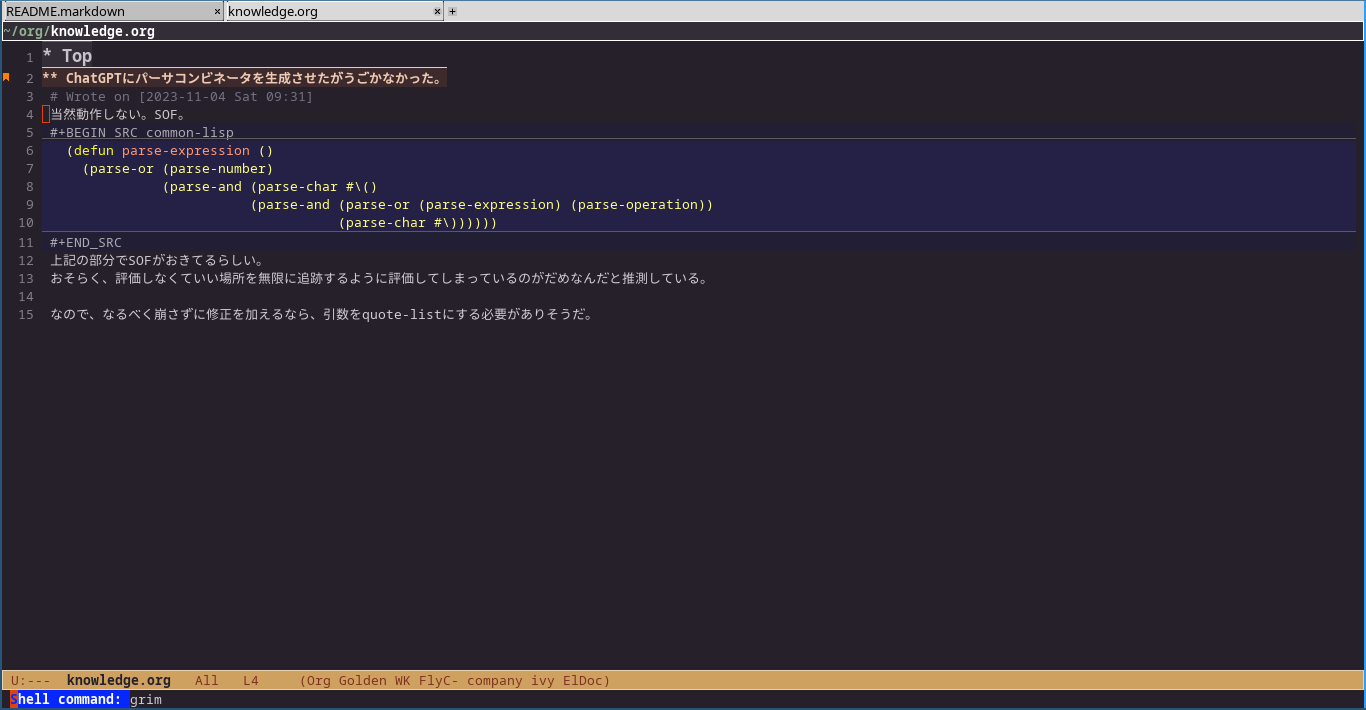 README.markdown × knowledge.org × +
~/org/knowledge.org
1 * Top
2 ** ChatGPTにパーサコンビネータを生成させたがうごかなかった。
3 # Wrote on [2023-11-04 Sat 09:31]
4 当然動作しない。SOF。
5 #+BEGIN_SRC common-lisp
6 (defun parse-expression ()
7 (parse-or (parse-number)
8 (parse-and (parse-char #\()
9 (parse-and (parse-or (parse-expression) (parse-operation))
10 (parse-char #\))))))
11 #+END_SRC
12 上記の部分でSOFがおきてるらしい。
13 おそらく、評価しなくていい場所を無限に追跡するように評価してしまっているのがだめなんだと推測している。
14
15 なので、なるべく崩さずに修正を加えるなら、引数をquote-listにする必要がありそうだ。
U:--- knowledge.org All L4 (Org Golden WK FlyC- company ivy ElDoc)
Shell command: grim